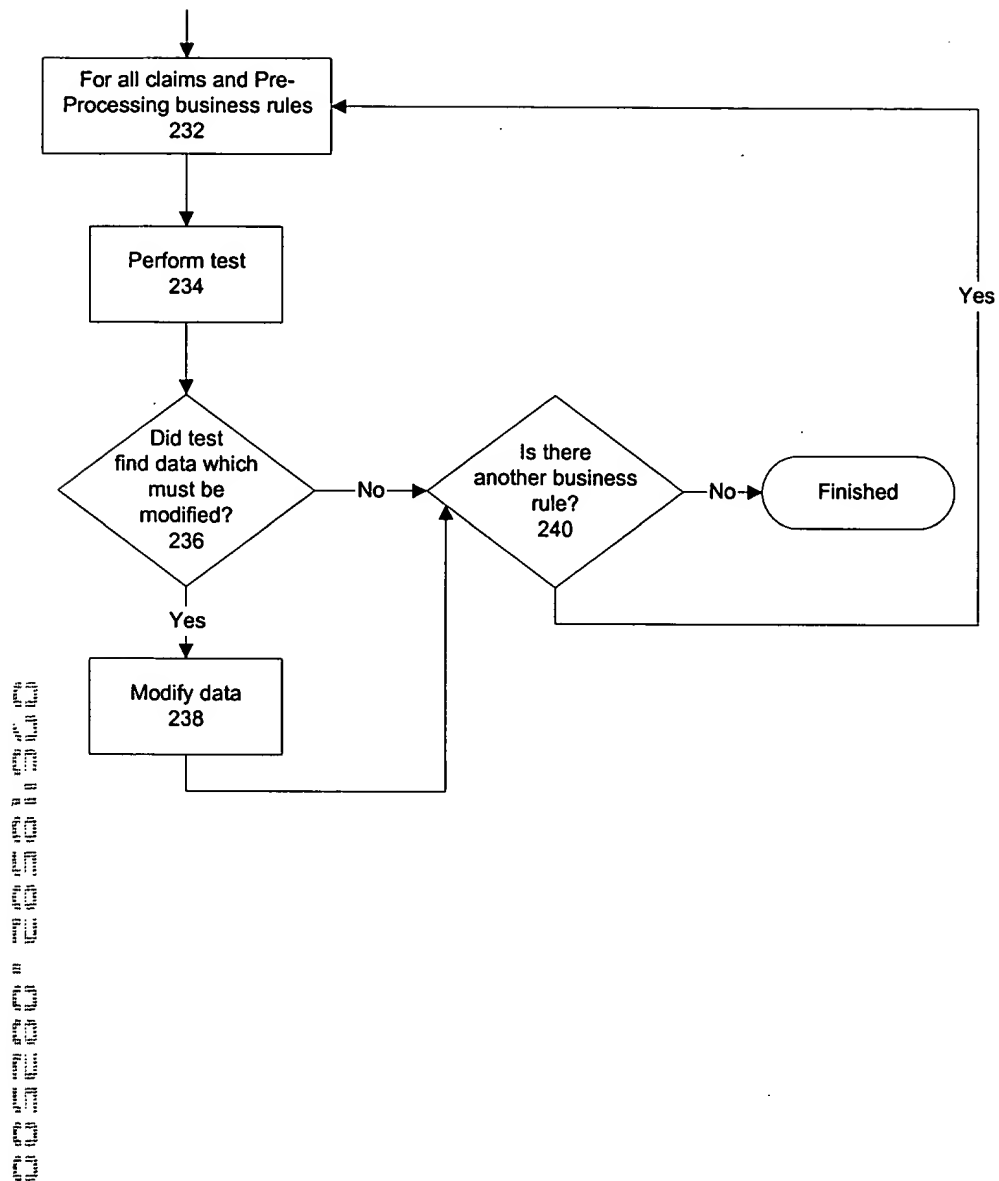 For all claims and Pre-
Processing business rules
232
Perform test
234
Did test
find data which
must be
modified?
236
No
Is there
another business
rule?
240
No
Finished
Yes
Yes
Modify data
238